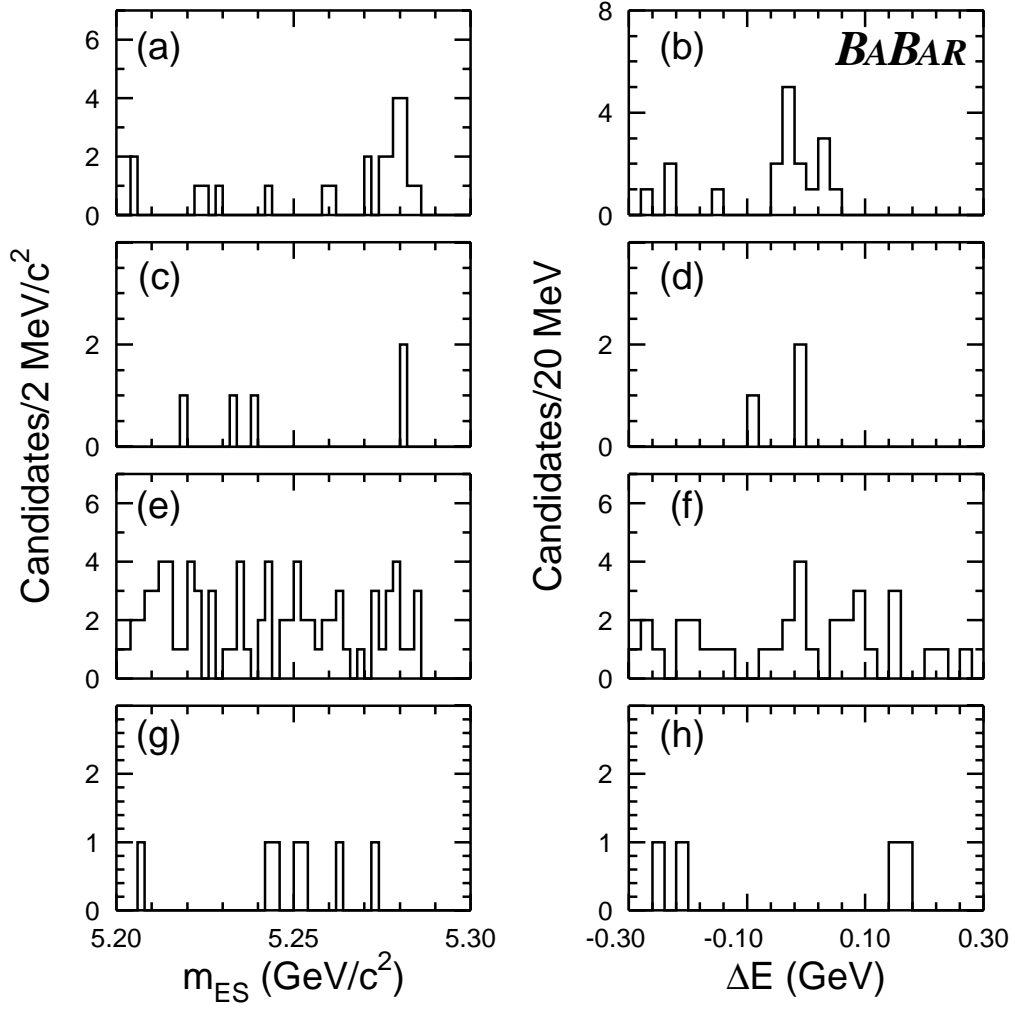 (a)
6
4
2
0
(b)
BABAR
8
4
0
(c)
2
0
(d)
2
0
(e)
6
4
2
0
(f)
6
4
2
0
(g)
2
1
0
(h)
2
1
0
5.20 5.25 5.30
-0.30 -0.10 0.10 0.30
m_ES (GeV/c²)
ΔE (GeV)
Candidates/2 MeV/c²
Candidates/20 MeV